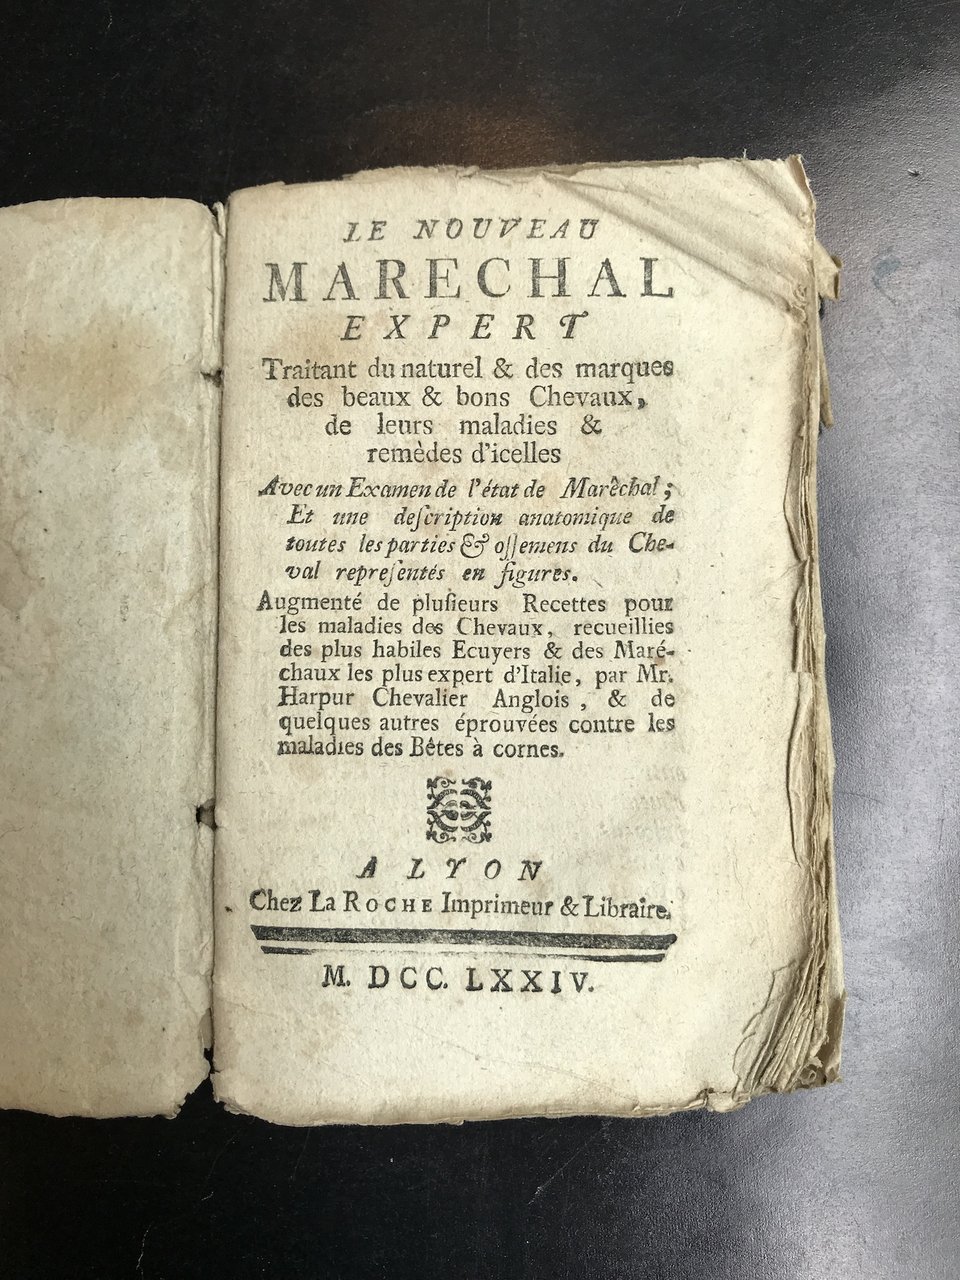 LE NOUVEAU
MARECHAL
EXPERT
Traitant du naturel & des marques
des beaux & bons Chevaux,
de leurs maladies &
remèdes d'icelles
Avec un Examen de l'état de Marêchal ;
Et une deſcription anatomique de
toutes les parties & oſſemens du Che-
val repreſentés en figures.
Augmenté de pluſieurs Recettes pour
les maladies des Chevaux, recueillies
des plus habiles Ecuyers & des Maré-
chaux les plus expert d'Italie, par Mr.
Harpur Chevalier Anglois, & de
quelques autres éprouvées contre les
maladies des Bêtes à cornes.
A LYON
Chez LA ROCHE Imprimeur & Libraire.
M. DCC. LXXIV.